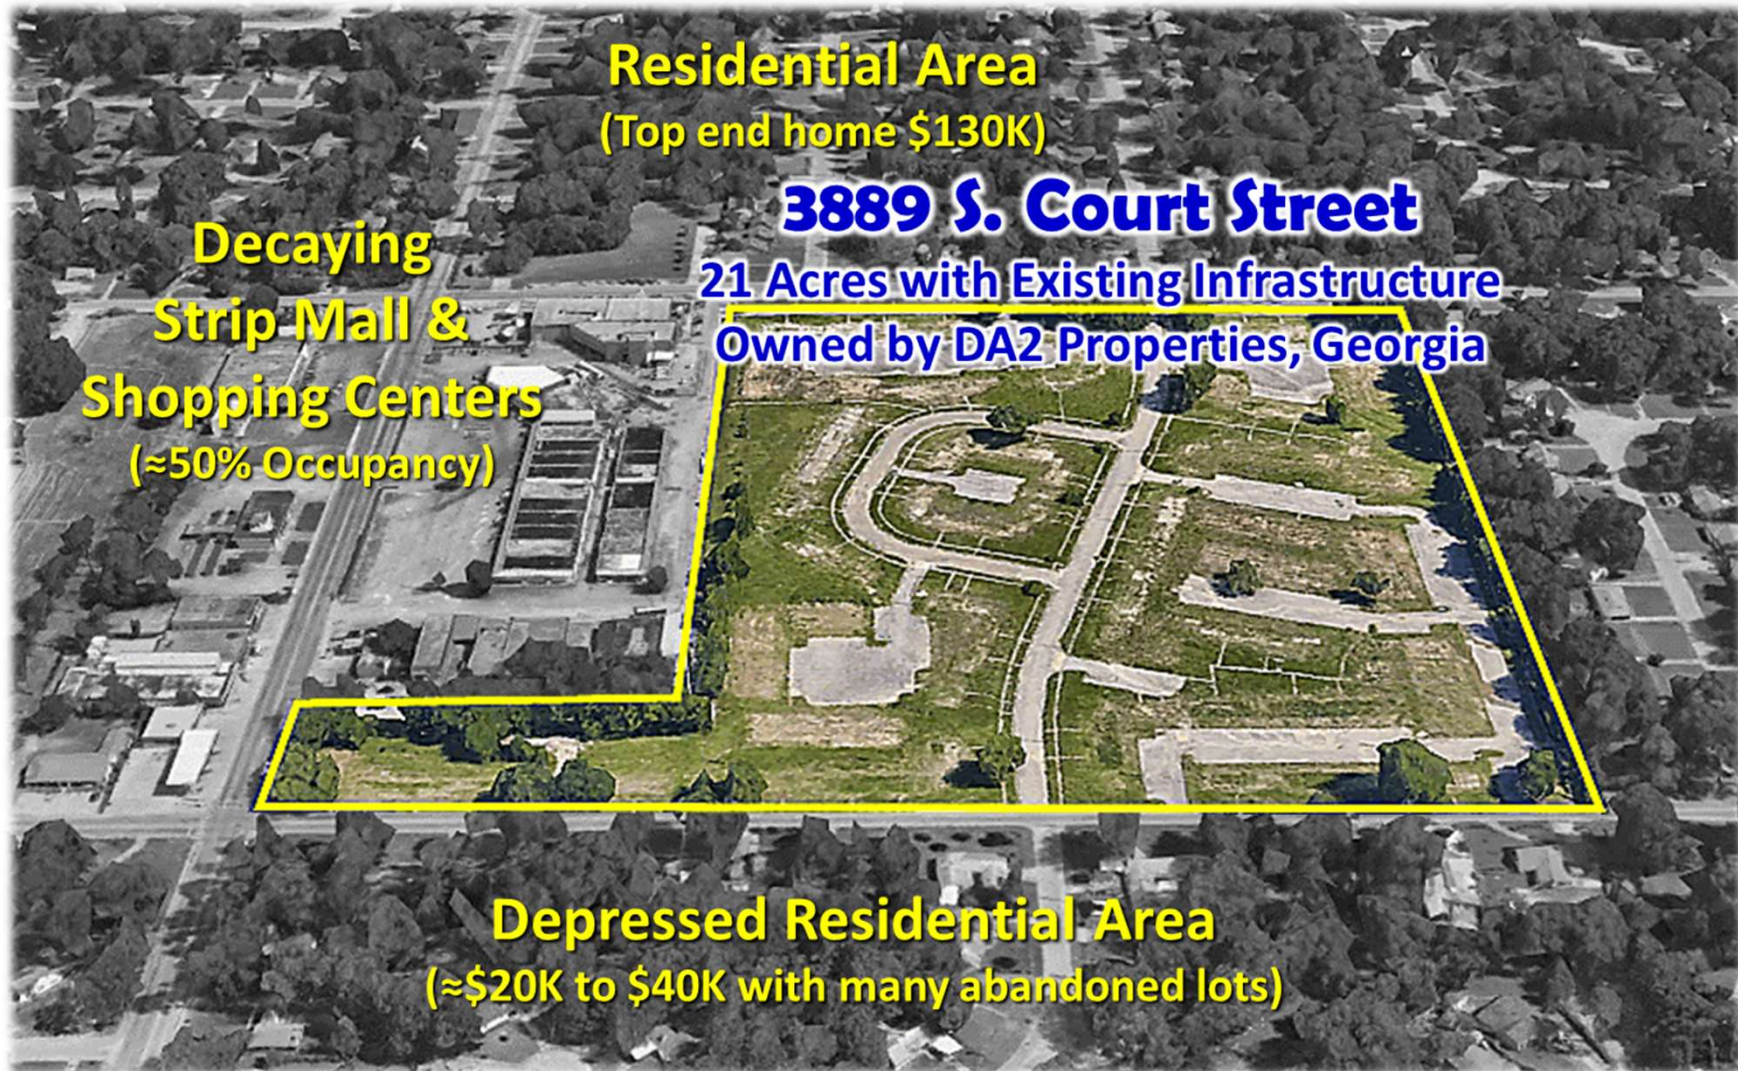 Residential Area
(Top end home $130K)
3889 S. Court Street
21 Acres with Existing Infrastructure
Owned by DA2 Properties, Georgia
Decaying
Strip Mall &
Shopping Centers
(≈50% Occupancy)
Depressed Residential Area
(≈$20K to $40K with many abandoned lots)